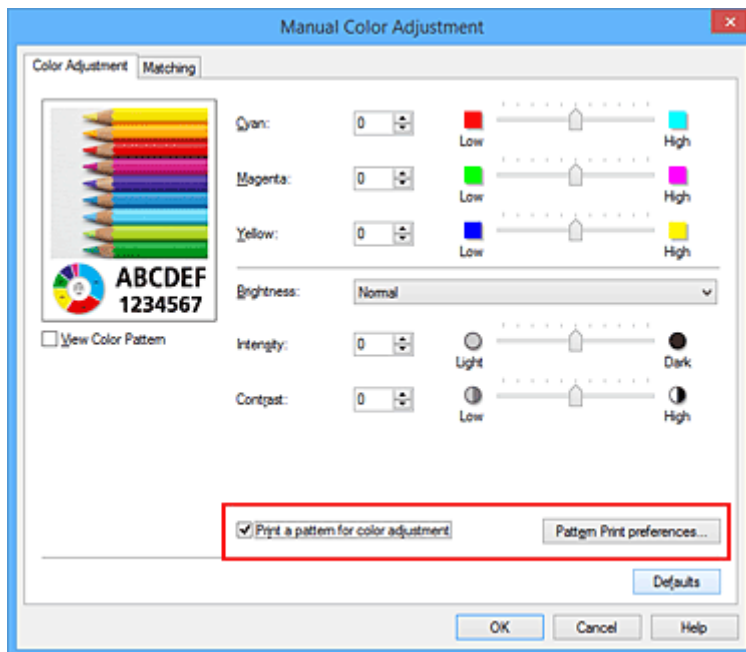 Manual Color Adjustment
Color Adjustment Matching
Cyan: 0 Low High
Magenta: 0 Low High
Yellow: 0 Low High
ABCDEF
1234567
Brightness: Normal
View Color Pattern
Intensity: 0 Light Dark
Contrast: 0 Low High
Print a pattern for color adjustment Pattern Print preferences...
Defaults
OK Cancel Help